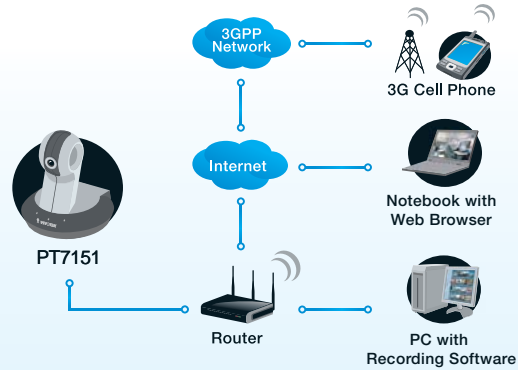 3GPP
Network
3G Cell Phone
Internet
Notebook with
Web Browser
PT7151
Router
PC with
Recording Software